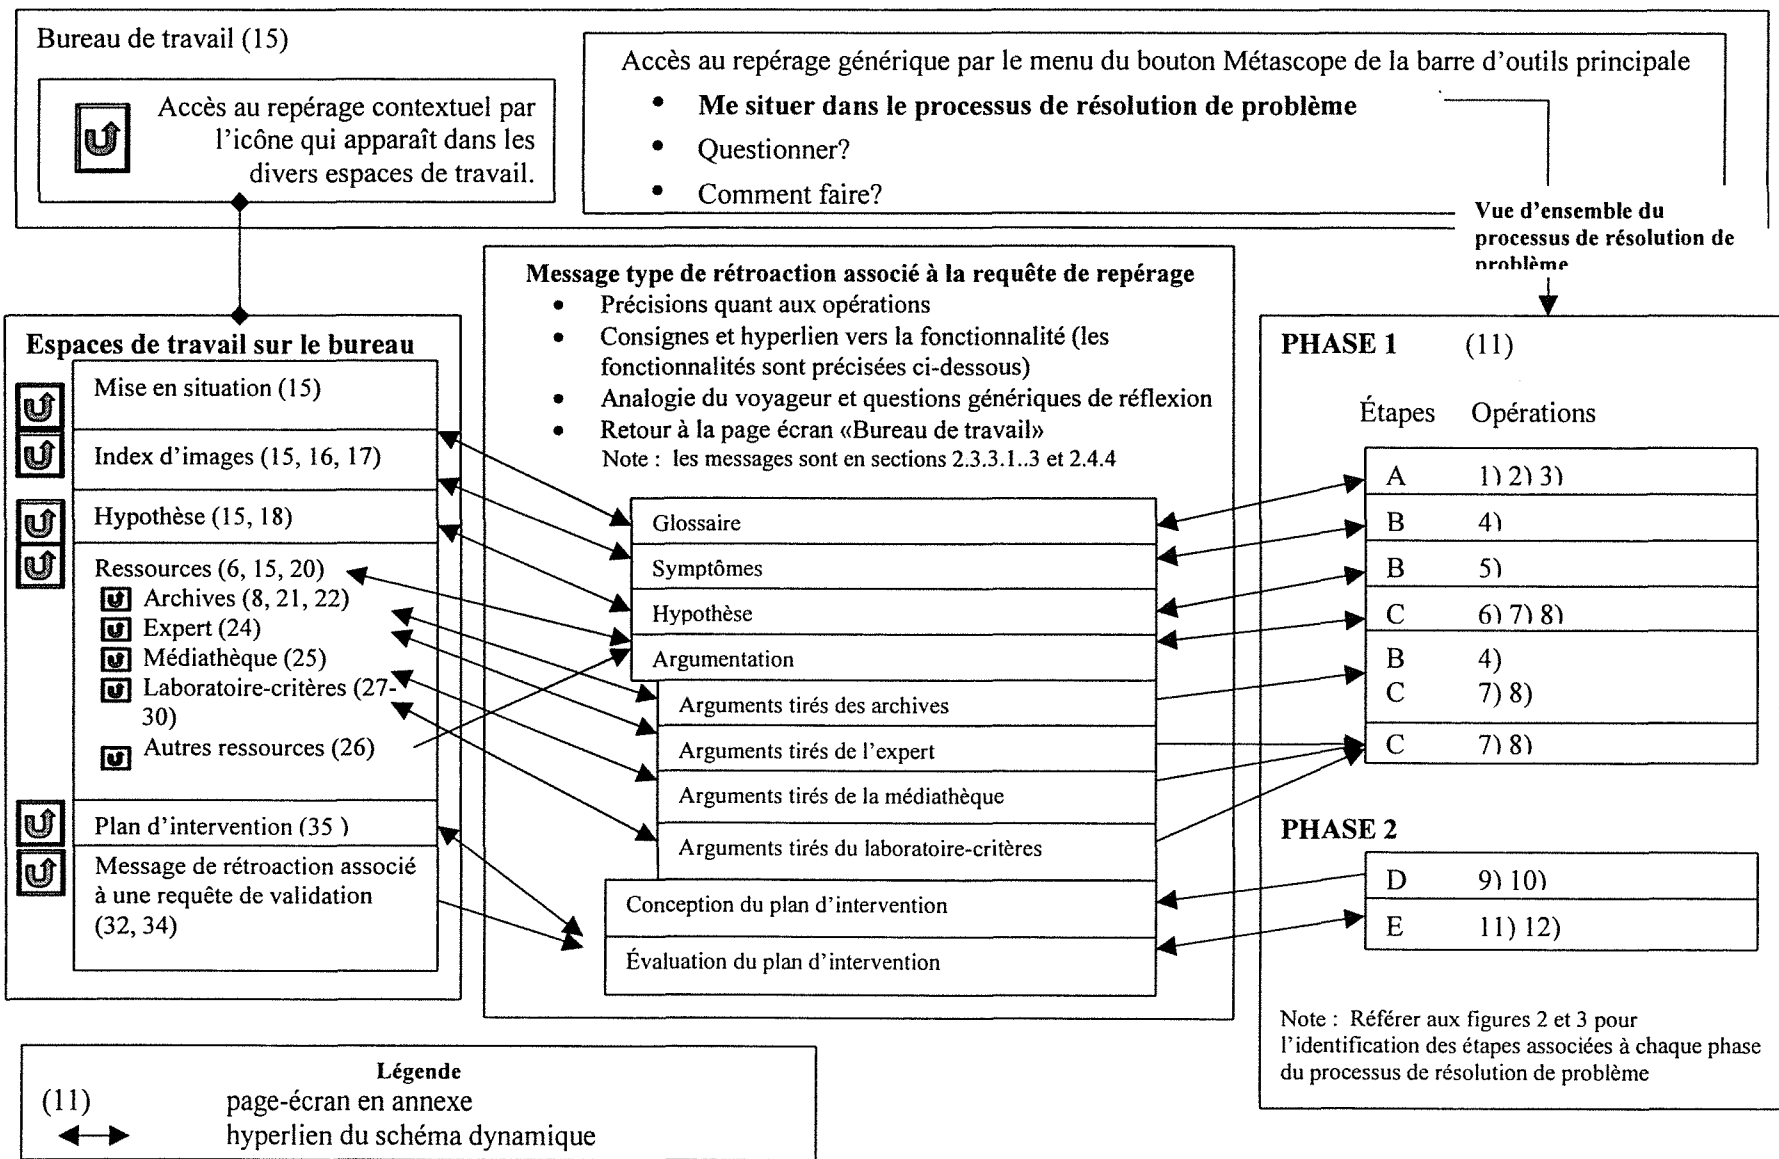 Bureau de travail (15)
Accès au repérage contextuel par
l'icône qui apparaît dans les
divers espaces de travail.
Accès au repérage générique par le menu du bouton Métascope de la barre d'outils principale
• Me situer dans le processus de résolution de problème
• Questionner?
• Comment faire?
Vue d'ensemble du
processus de résolution de
problème
Espaces de travail sur le bureau
Mise en situation (15)
Index d'images (15, 16, 17)
Hypothèse (15, 18)
Ressources (6, 15, 20)
Archives (8, 21, 22)
Expert (24)
Médiathèque (25)
Laboratoire-critères (27-
30)
Autres ressources (26)
Plan d'intervention (35 )
Message de rétroaction associé
à une requête de validation
(32, 34)
Message type de rétroaction associé à la requête de repérage
• Précisions quant aux opérations
• Consignes et hyperlien vers la fonctionnalité (les
fonctionnalités sont précisées ci-dessous)
• Analogie du voyageur et questions génériques de réflexion
• Retour à la page écran «Bureau de travail»
Note : les messages sont en sections 2.3.3.1..3 et 2.4.4
Glossaire
Symptômes
Hypothèse
Argumentation
Arguments tirés des archives
Arguments tirés de l'expert
Arguments tirés de la médiathèque
Arguments tirés du laboratoire-critères
Conception du plan d'intervention
Évaluation du plan d'intervention
PHASE 1 (11)
Étapes Opérations
A 1) 2) 3)
B 4)
B 5)
C 6) 7) 8)
B 4)
C 7) 8)
C 7) 8)
PHASE 2
D 9) 10)
E 11) 12)
Note : Référer aux figures 2 et 3 pour
l'identification des étapes associées à chaque phase
du processus de résolution de problème
Légende
(11) page-écran en annexe
hyperlien du schéma dynamique